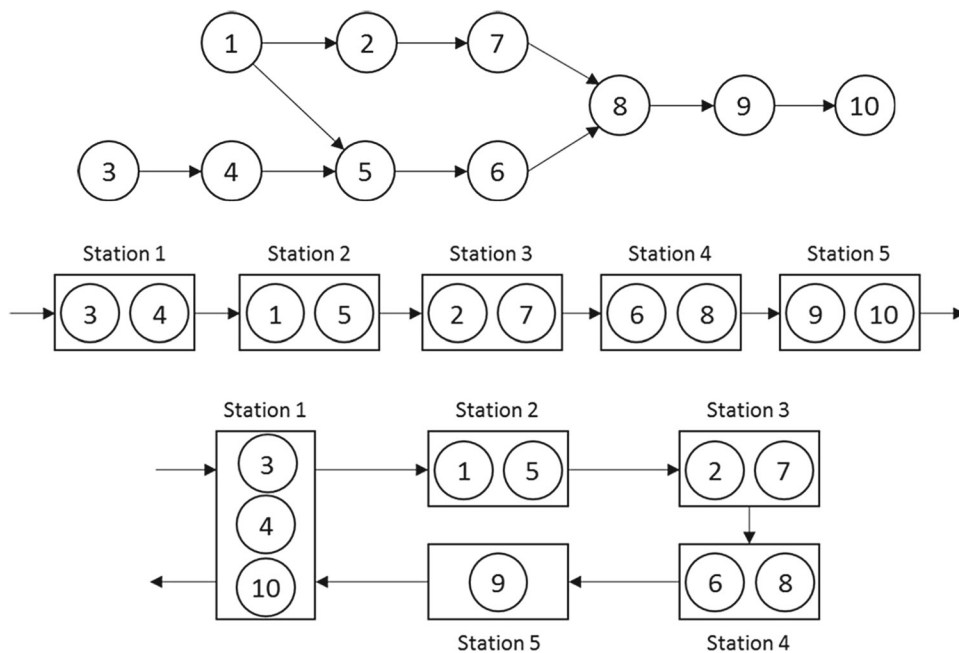 1 2 7
8 9 10
3 4 5 6
Station 1 Station 2 Station 3 Station 4 Station 5
3 4 1 5 2 7 6 8 9 10
Station 1 Station 2 Station 3
3
1 5 2 7
4
10 9 6 8
Station 5 Station 4